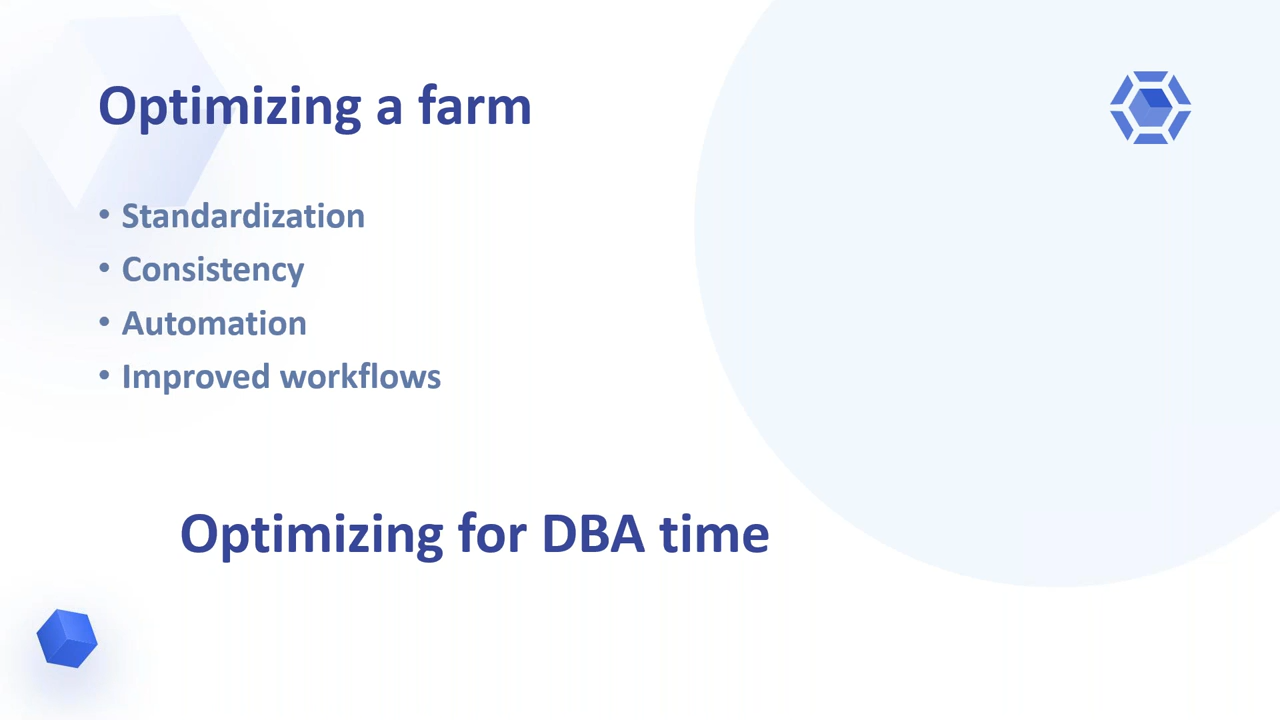 Optimizing a farm
• Standardization
• Consistency
• Automation
• Improved workflows
Optimizing for DBA time